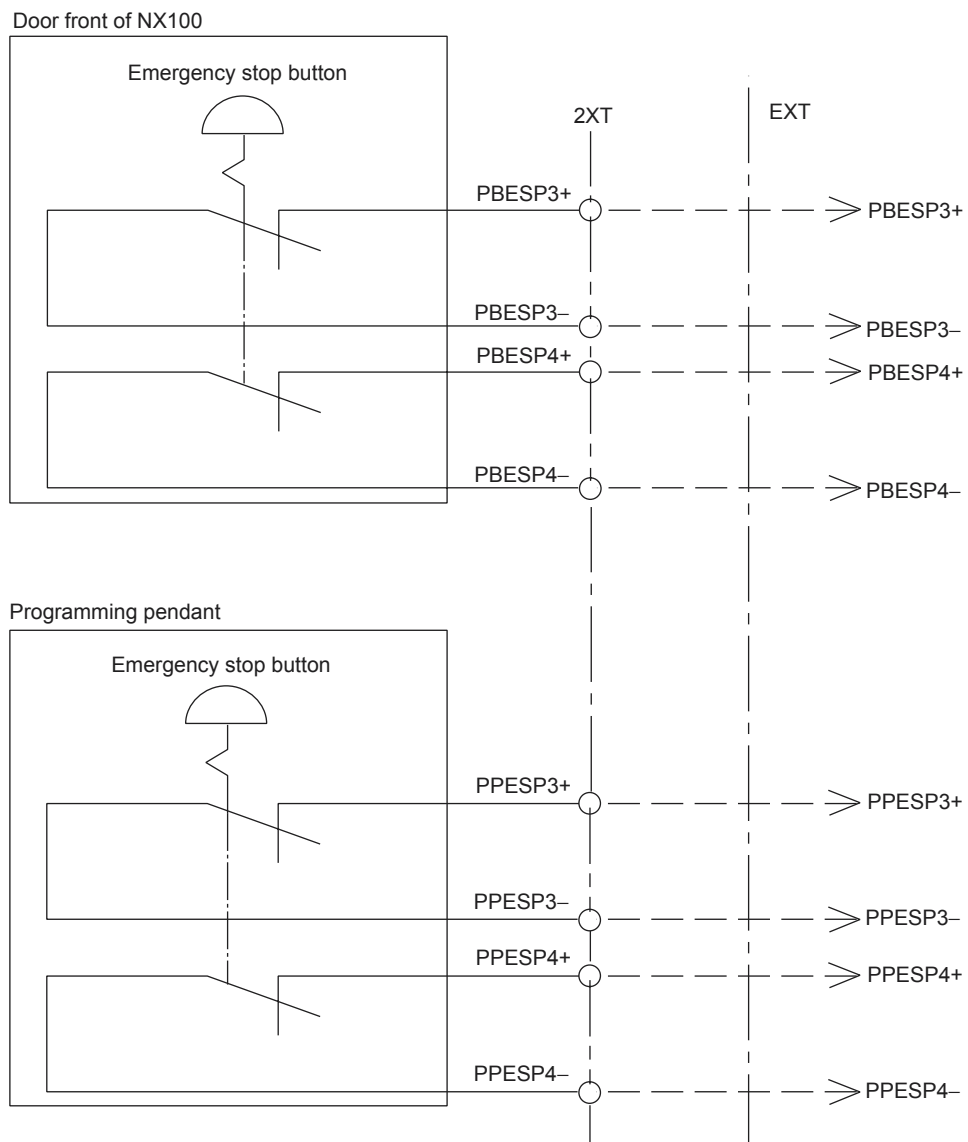 Door front of NX100
Emergency stop button
2XT
EXT
PBESP3+
PBESP3+
PBESP3–
PBESP3–
PBESP4+
PBESP4+
PBESP4–
PBESP4–
Programming pendant
Emergency stop button
PPESP3+
PPESP3+
PPESP3–
PPESP3–
PPESP4+
PPESP4+
PPESP4–
PPESP4–